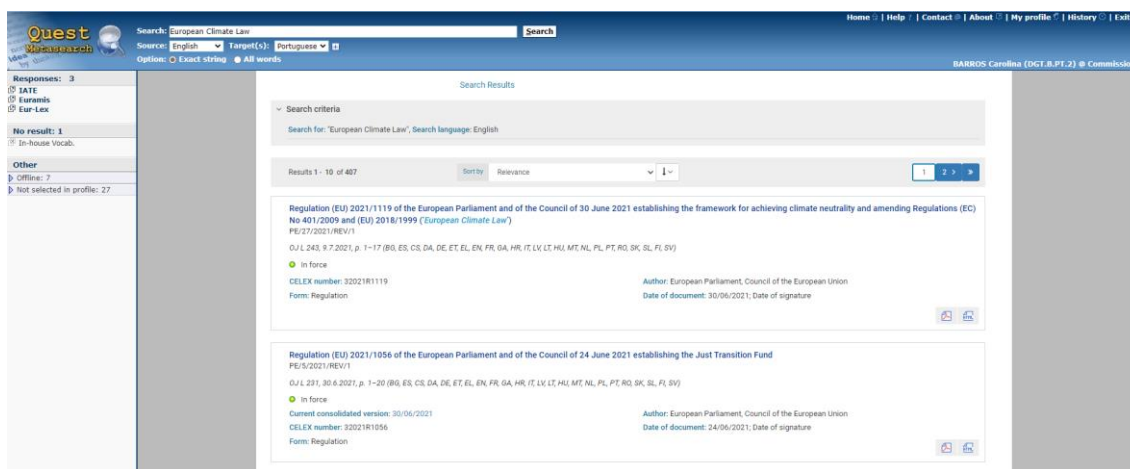 Home | Help | Contact | About | My profile | History | Exit
Quest
Metasearch
Search: European Climate Law Search
Source: English Target(s): Portuguese
Option: Exact string All words
BARROS Carolina (DGT.B.PT.2) @ Commissio
Responses: 3
IATE
Euramis
Eur-Lex
No result: 1
In-house Vocab.
Other
Offline: 7
Not selected in profile: 27
Search Results
Search criteria
Search for: "European Climate Law", Search language: English
Results 1 - 10 of 407 Sort by Relevance 1 2 > »
Regulation (EU) 2021/1119 of the European Parliament and of the Council of 30 June 2021 establishing the framework for achieving climate neutrality and amending Regulations (EC)
No 401/2009 and (EU) 2018/1999 ('European Climate Law')
PE/27/2021/REV/1
OJ L 243, 9.7.2021, p. 1–17 (BG, ES, CS, DA, DE, ET, EL, EN, FR, GA, HR, IT, LV, LT, HU, MT, NL, PL, PT, RO, SK, SL, FI, SV)
In force
CELEX number: 32021R1119 Author: European Parliament, Council of the European Union
Form: Regulation Date of document: 30/06/2021; Date of signature
Regulation (EU) 2021/1056 of the European Parliament and of the Council of 24 June 2021 establishing the Just Transition Fund
PE/5/2021/REV/1
OJ L 231, 30.6.2021, p. 1–20 (BG, ES, CS, DA, DE, ET, EL, EN, FR, GA, HR, IT, LV, LT, HU, MT, NL, PL, PT, RO, SK, SL, FI, SV)
In force
Current consolidated version: 30/06/2021 Author: European Parliament, Council of the European Union
CELEX number: 32021R1056 Date of document: 24/06/2021; Date of signature
Form: Regulation